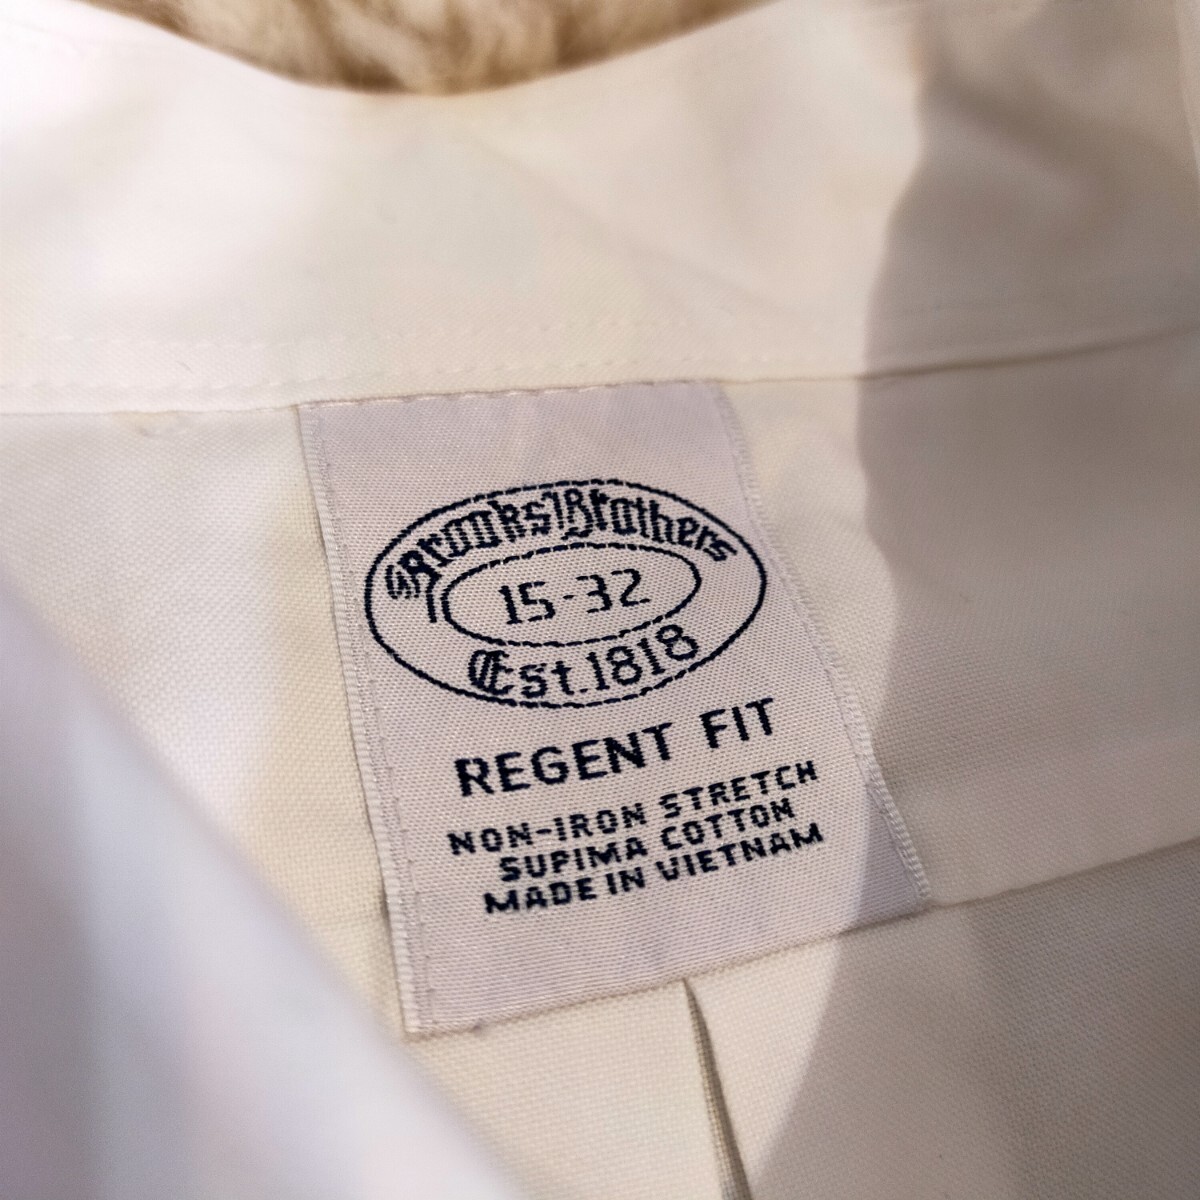 Brooks Brothers
15-32
Est. 1818
REGENT FIT
NON-IRON STRETCH
SUPIMA COTTON
MADE IN VIETNAM